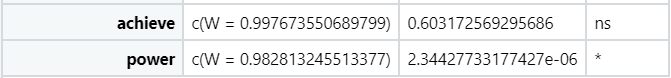 achieve c(W = 0.997673550689799) 0.603172569295686 ns
power c(W = 0.982813245513377) 2.34427733177427e-06 *